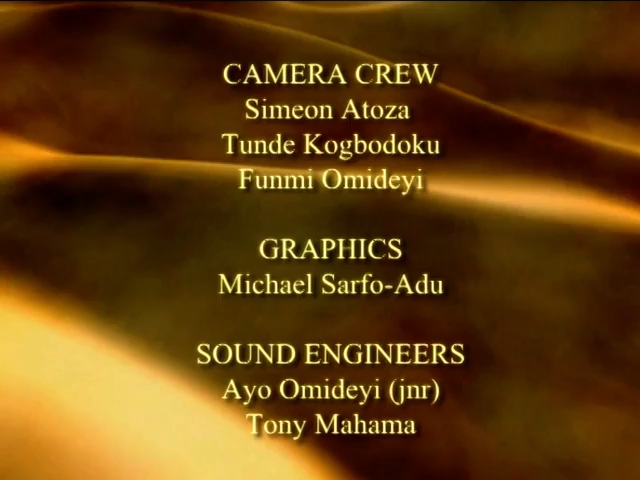 CAMERA CREW
Simeon Atoza
Tunde Kogbodoku
Funmi Omideyi
GRAPHICS
Michael Sarfo-Adu
SOUND ENGINEERS
Ayo Omideyi (jnr)
Tony Mahama